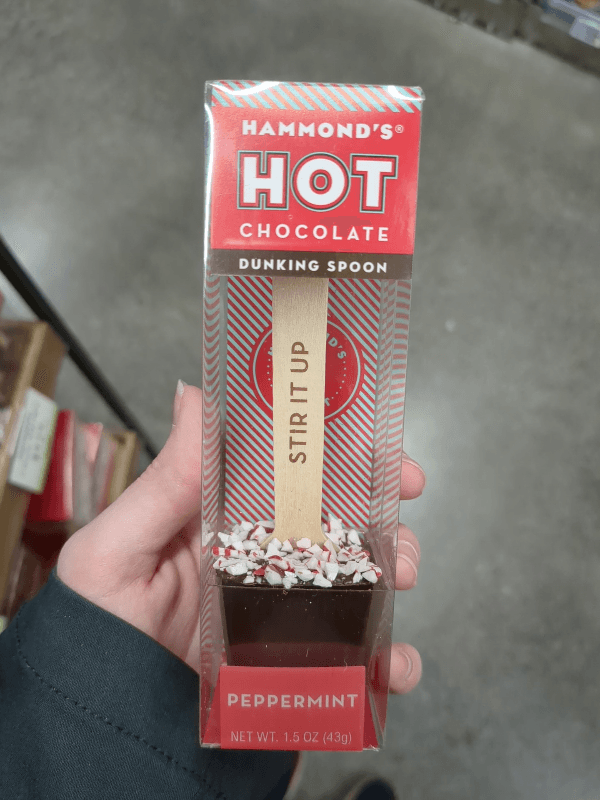 HAMMOND'S®
HOT
CHOCOLATE
DUNKING SPOON
STIR IT UP
PEPPERMINT
NET WT. 1.5 OZ (43g)